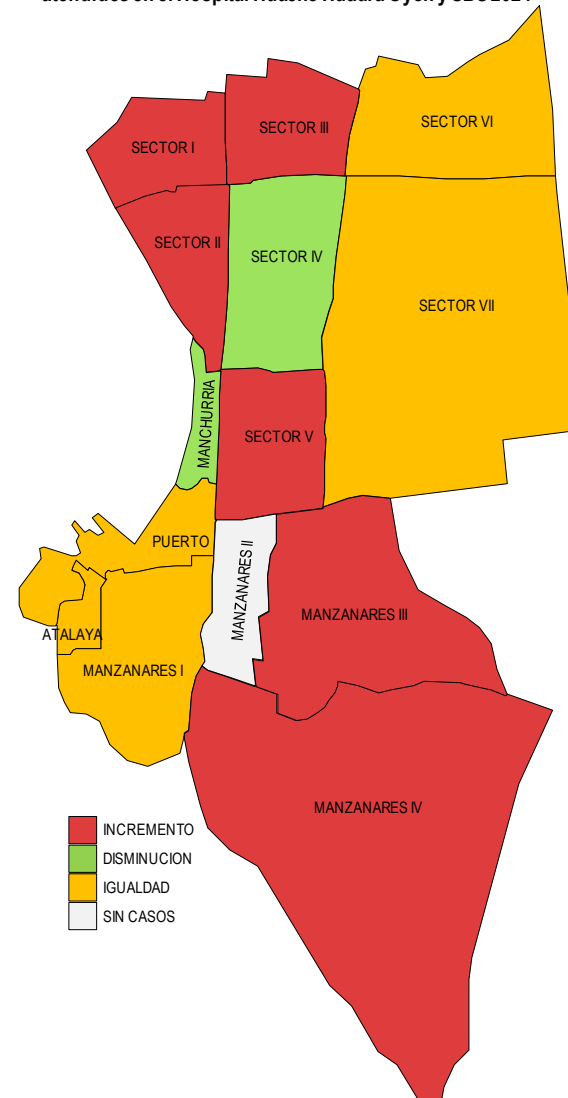 SECTOR VI
SECTOR III
SECTOR I
SECTOR II
SECTOR IV
SECTOR VII
MANCHURRIA
SECTOR V
PUERTO
MANZANARES II
MANZANARES III
ATALAYA
MANZANARES I
MANZANARES IV
INCREMENTO
DISMINUCION
IGUALDAD
SIN CASOS